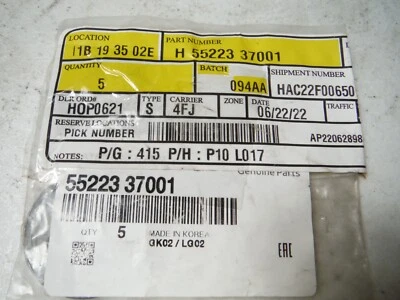 LOCATION PART NUMBER
11B 19 35 02E H 55223 37001
QUANTITY BATCH SHIPMENT NUMBER
5 094AA HAC22F00650
DLR ORD# TYPE CARRIER ZONE DATE TRAFFIC
HOP0621 S 4FJ 06/22/22
RESERVE LOCATIONS
PICK NUMBER AP22062898
NOTES: P/G : 415 P/H : P10 L017
Genuine Parts
55223 37001
QTY 5 MADE IN KOREA
GK02 / LG02
EAC